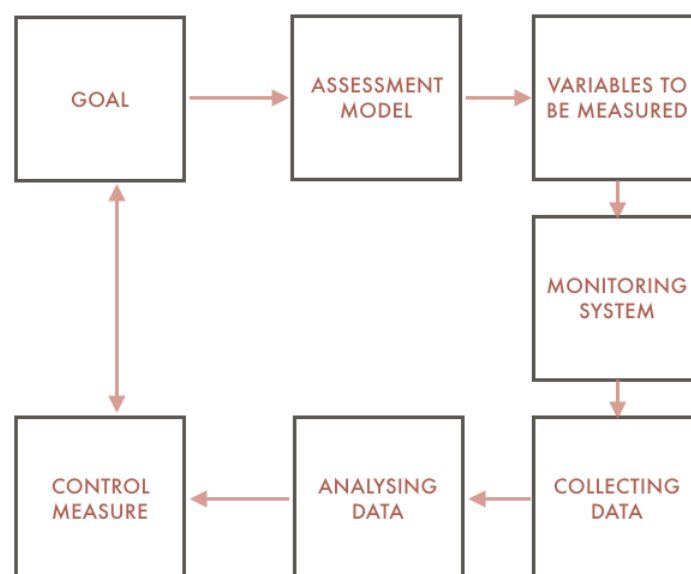 GOAL
ASSESSMENT
MODEL
VARIABLES TO
BE MEASURED
MONITORING
SYSTEM
CONTROL
MEASURE
ANALYSING
DATA
COLLECTING
DATA